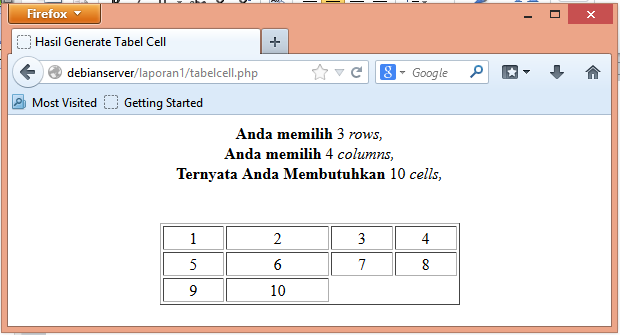 Firefox
Hasil Generate Tabel Cell
debianserver/laporan1/tabelcell.php
Google
Most Visited
Getting Started
Anda memilih 3 rows,
Anda memilih 4 columns,
Ternyata Anda Membutuhkan 10 cells,
1 2 3 4
5 6 7 8
9 10